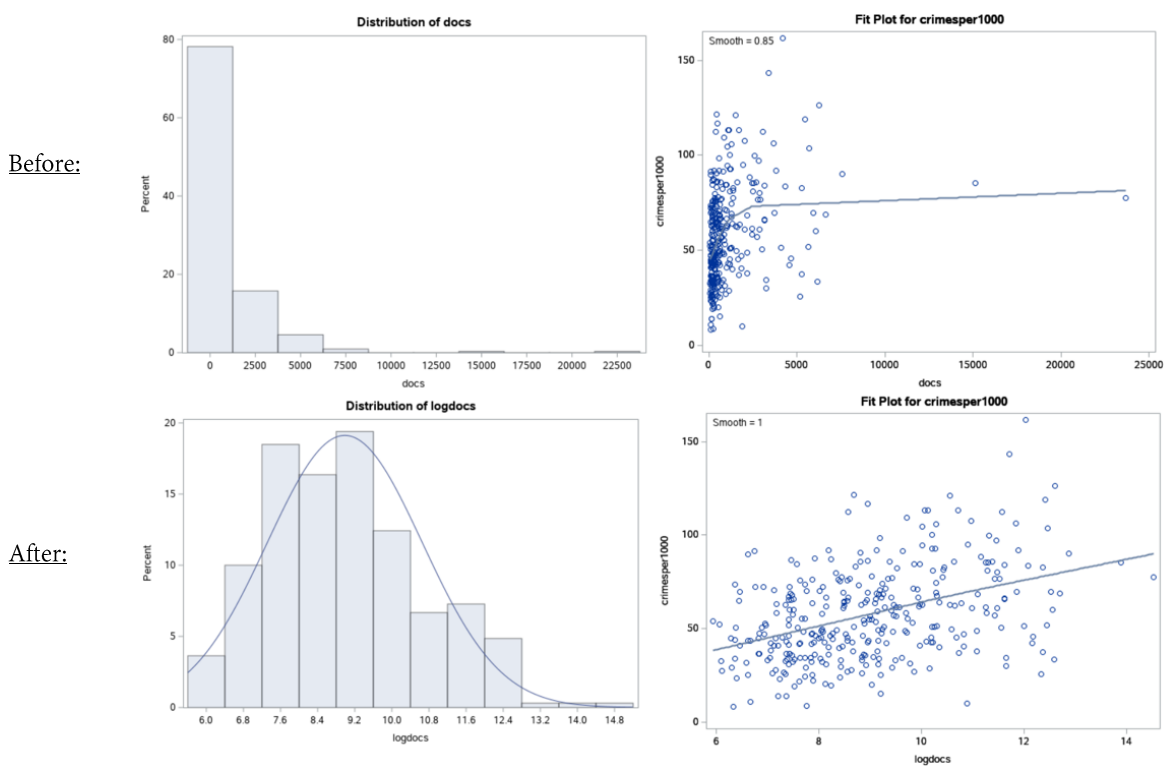 Before:
Distribution of docs
80
60
40
20
0
Percent
0 2500 5000 7500 10000 12500 15000 17500 20000 22500
docs
Fit Plot for crimesper1000
Smooth = 0.85
150
100
50
0
crimesper1000
0 5000 10000 15000 20000 25000
docs
After:
Distribution of logdocs
20
15
10
5
0
Percent
6.0 6.8 7.6 8.4 9.2 10.0 10.8 11.6 12.4 13.2 14.0 14.8
logdocs
Fit Plot for crimesper1000
Smooth = 1
150
100
50
0
crimesper1000
6 8 10 12 14
logdocs